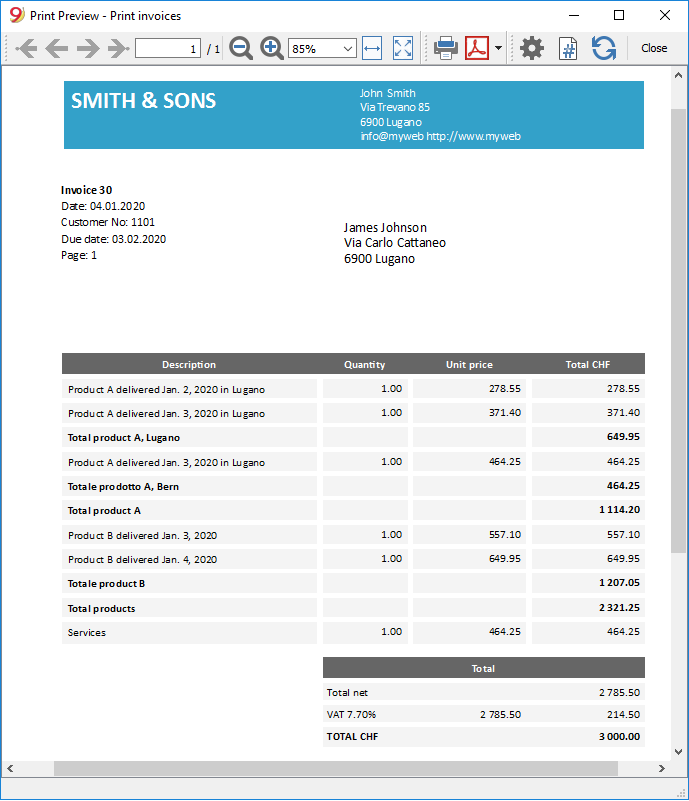 Print Preview - Print invoices
1 / 1 85% Close
SMITH & SONS
John Smith
Via Trevano 85
6900 Lugano
info@myweb http://www.myweb
Invoice 30
Date: 04.01.2020
Customer No: 1101
Due date: 03.02.2020
Page: 1
James Johnson
Via Carlo Cattaneo
6900 Lugano
Description Quantity Unit price Total CHF
Product A delivered Jan. 2, 2020 in Lugano 1.00 278.55 278.55
Product A delivered Jan. 3, 2020 in Lugano 1.00 371.40 371.40
Total product A, Lugano 649.95
Product A delivered Jan. 3, 2020 in Lugano 1.00 464.25 464.25
Totale prodotto A, Bern 464.25
Total product A 1 114.20
Product B delivered Jan. 3, 2020 1.00 557.10 557.10
Product B delivered Jan. 4, 2020 1.00 649.95 649.95
Totale product B 1 207.05
Total products 2 321.25
Services 1.00 464.25 464.25
Total
Total net 2 785.50
VAT 7.70% 2 785.50 214.50
TOTAL CHF 3 000.00